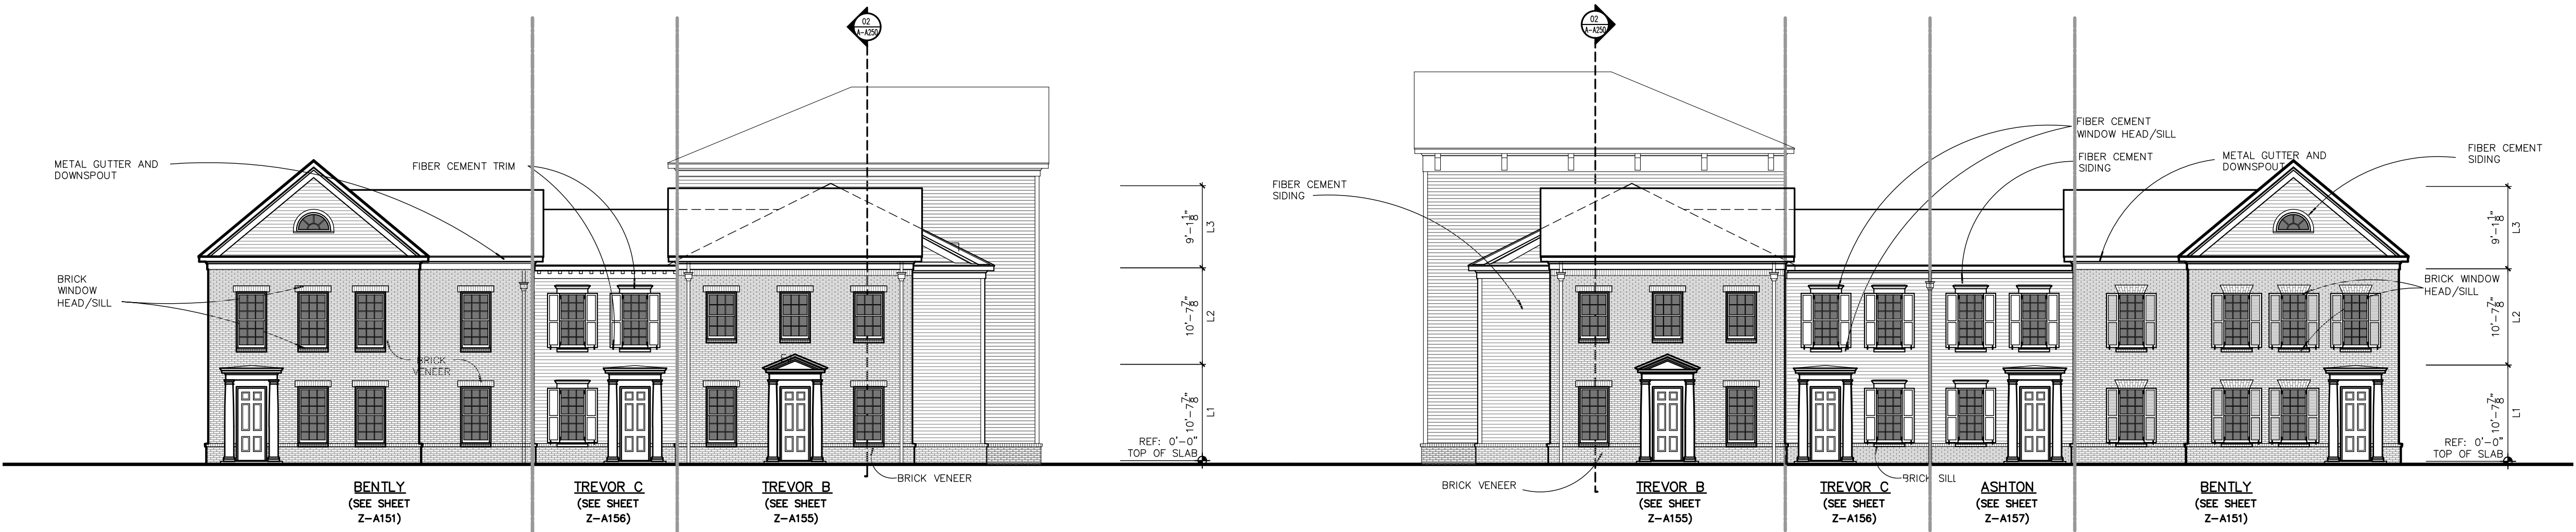 02
A-A250
METAL GUTTER AND
DOWNSPOUT
FIBER CEMENT TRIM
BRICK
WINDOW
HEAD/SILL
BRICK
VENEER
9'-1 1/8"
L3
10'-7 7/8"
L2
10'-7 7/8"
L1
REF: 0'-0"
TOP OF SLAB
BRICK VENEER
BENTLY
(SEE SHEET
Z-A151)
TREVOR C
(SEE SHEET
Z-A156)
TREVOR B
(SEE SHEET
Z-A155)
02
A-A250
FIBER CEMENT
SIDING
FIBER CEMENT
WINDOW HEAD/SILL
FIBER CEMENT
SIDING
METAL GUTTER AND
DOWNSPOUT
FIBER CEMENT
SIDING
BRICK WINDOW
HEAD/SILL
9'-1 1/8"
L3
10'-7 7/8"
L2
10'-7 7/8"
L1
REF: 0'-0"
TOP OF SLAB
BRICK VENEER
BRICK SILL
TREVOR B
(SEE SHEET
Z-A155)
TREVOR C
(SEE SHEET
Z-A156)
ASHTON
(SEE SHEET
Z-A157)
BENTLY
(SEE SHEET
Z-A151)